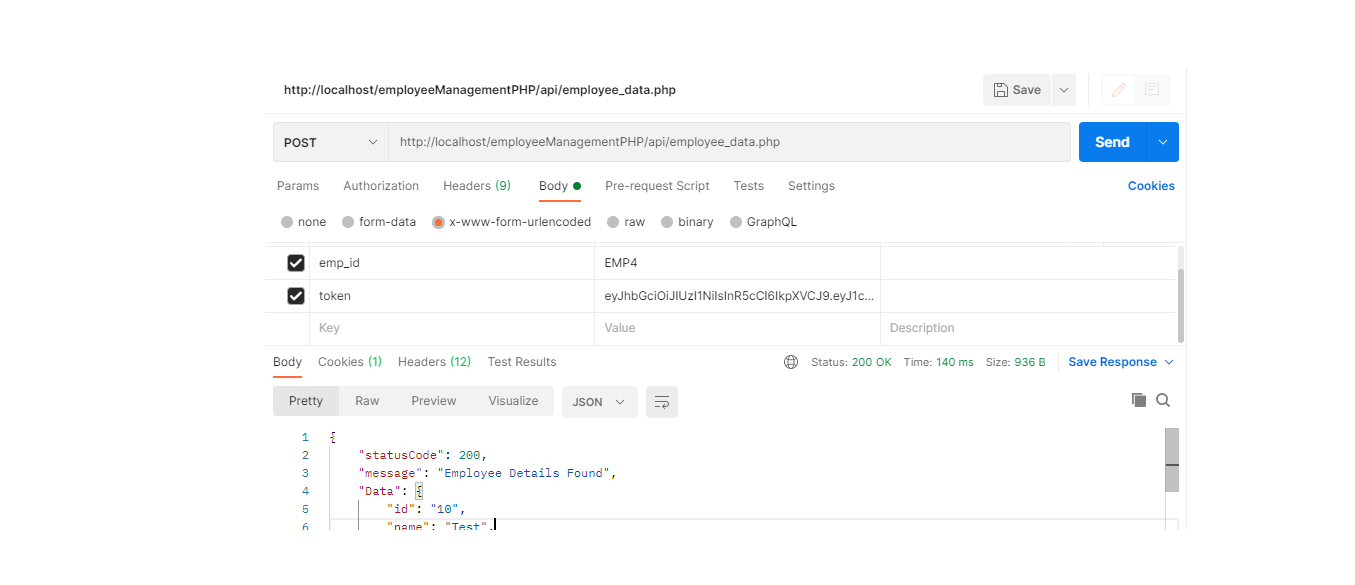 http://localhost/employeeManagementPHP/api/employee_data.php Save
POST http://localhost/employeeManagementPHP/api/employee_data.php Send
Params Authorization Headers (9) Body Pre-request Script Tests Settings Cookies
none form-data x-www-form-urlencoded raw binary GraphQL
emp_id EMP4
token eyJhbGciOiJIUzI1NiIsInR5cCI6IkpXVCJ9.eyJ1c...
Key Value Description
Body Cookies (1) Headers (12) Test Results Status: 200 OK Time: 140 ms Size: 936 B Save Response
Pretty Raw Preview Visualize JSON
1 {
2 "statusCode": 200,
3 "message": "Employee Details Found",
4 "Data": {
5 "id": "10",
6 "name": "Test",